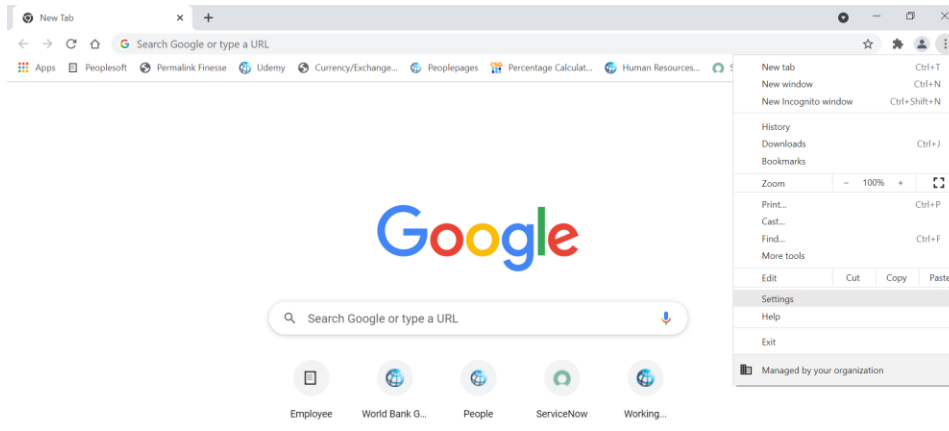 New Tab
Search Google or type a URL
Apps Peoplesoft Permalink Finesse Udemy Currency/Exchange... Peoplepages Percentage Calculat... Human Resources...
New tab Ctrl+T
New window Ctrl+N
New Incognito window Ctrl+Shift+N
History
Downloads Ctrl+J
Bookmarks
Zoom − 100% +
Print... Ctrl+P
Cast...
Find... Ctrl+F
More tools
Edit Cut Copy Paste
Settings
Help
Exit
Managed by your organization
Google
Search Google or type a URL
Employee World Bank G... People ServiceNow Working...